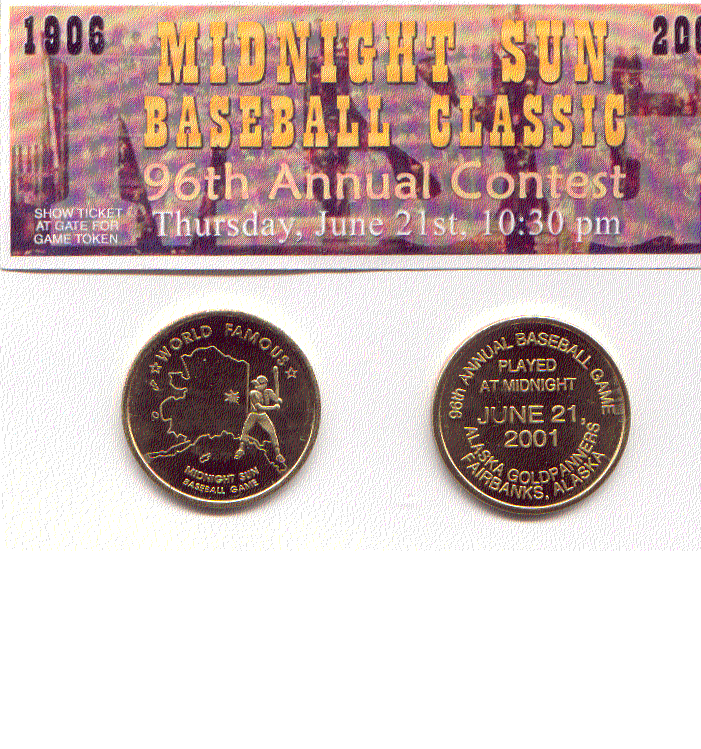 1906
MIDNIGHT SUN
200
BASEBALL CLASSIC
96th Annual Contest
SHOW TICKET
AT GATE FOR
GAME TOKEN
Thursday, June 21st, 10:30 pm
WORLD FAMOUS
MIDNIGHT SUN
BASEBALL GAME
96th ANNUAL BASEBALL GAME
PLAYED
AT MIDNIGHT
JUNE 21,
2001
ALASKA GOLDPANNERS
FAIRBANKS, ALASKA